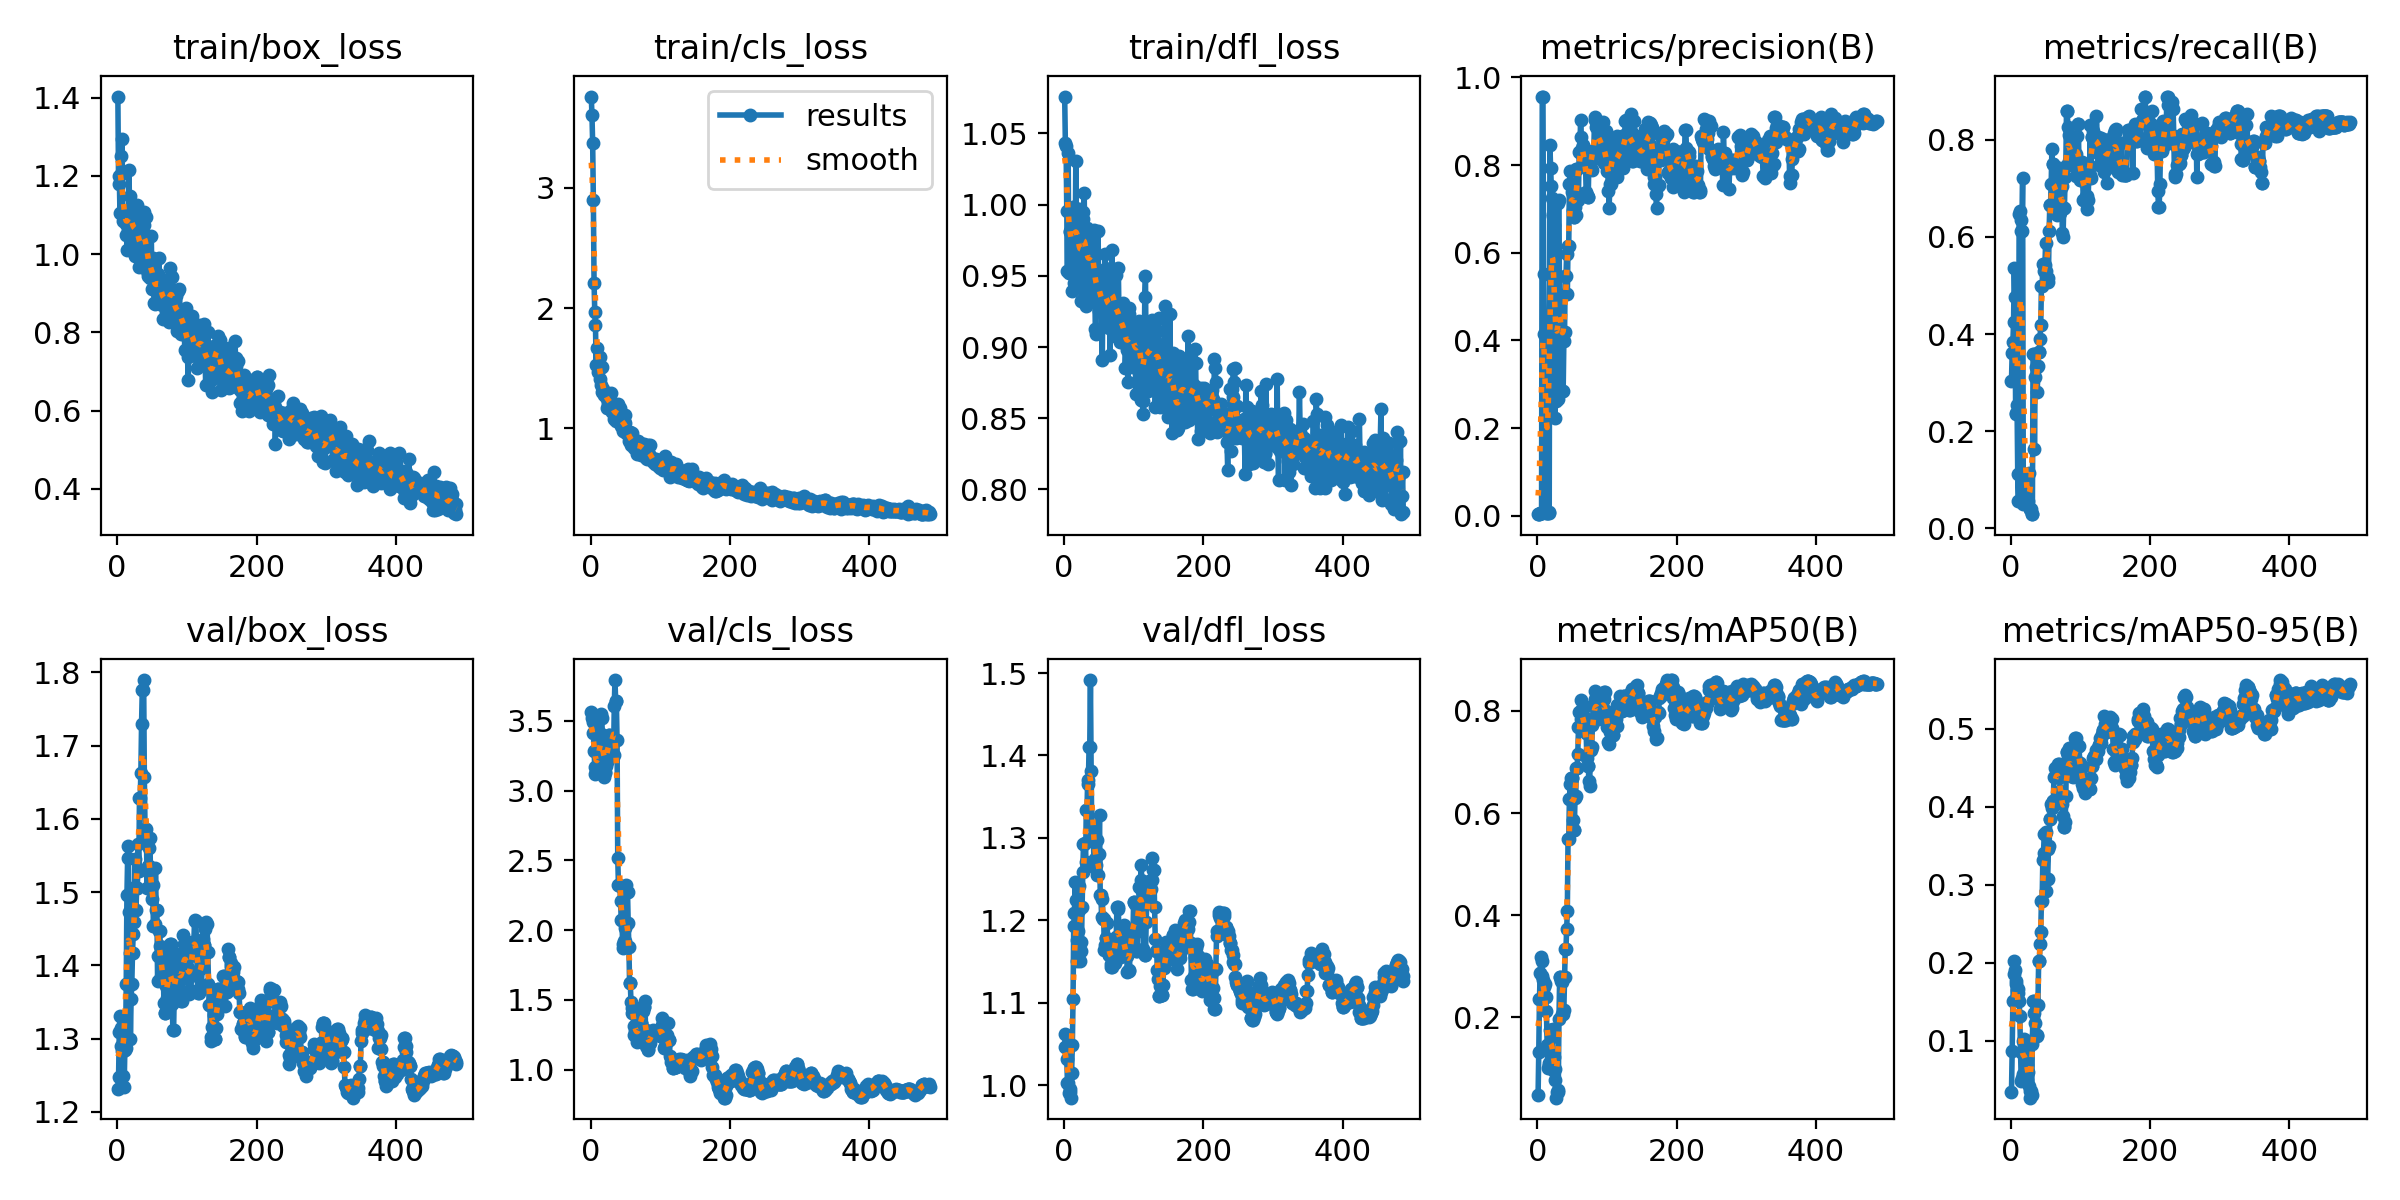 train/box_loss
1.4
1.2
1.0
0.8
0.6
0.4
0 200 400
train/cls_loss
results
smooth
3
2
1
0 200 400
train/dfl_loss
1.05
1.00
0.95
0.90
0.85
0.80
0 200 400
metrics/precision(B)
1.0
0.8
0.6
0.4
0.2
0.0
0 200 400
metrics/recall(B)
0.8
0.6
0.4
0.2
0.0
0 200 400
val/box_loss
1.8
1.7
1.6
1.5
1.4
1.3
1.2
0 200 400
val/cls_loss
3.5
3.0
2.5
2.0
1.5
1.0
0 200 400
val/dfl_loss
1.5
1.4
1.3
1.2
1.1
1.0
0 200 400
metrics/mAP50(B)
0.8
0.6
0.4
0.2
0 200 400
metrics/mAP50-95(B)
0.5
0.4
0.3
0.2
0.1
0 200 400